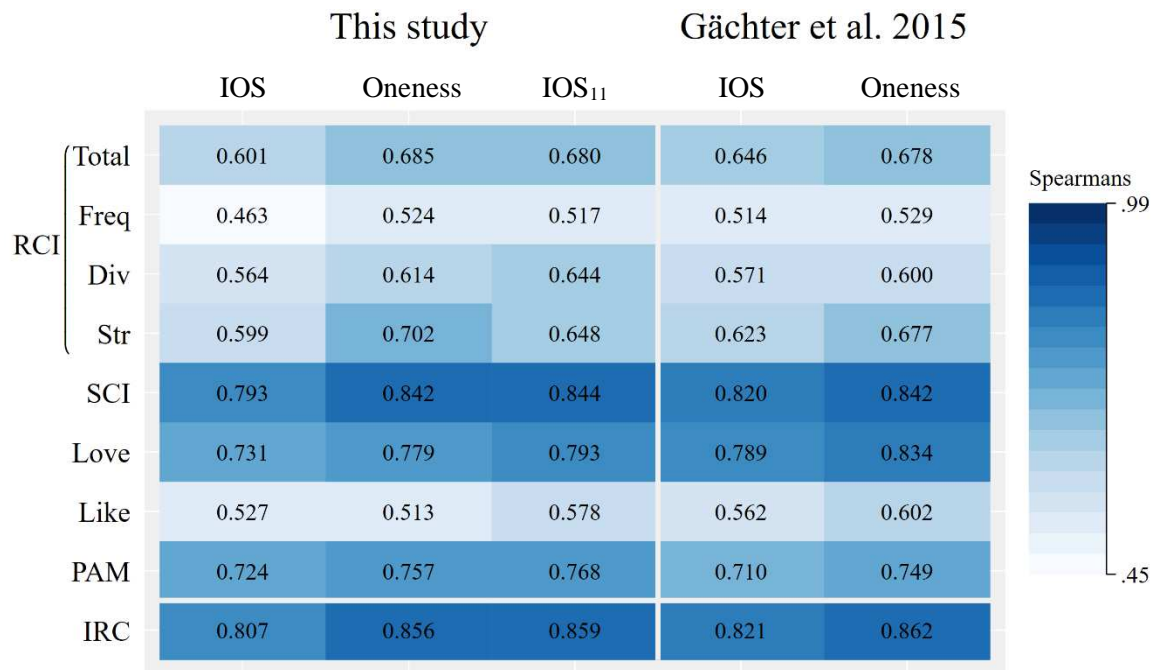 This study Gächter et al. 2015
IOS Oneness IOS₁₁ IOS Oneness
Total 0.601 0.685 0.680 0.646 0.678
Freq 0.463 0.524 0.517 0.514 0.529
RCI
Div 0.564 0.614 0.644 0.571 0.600
Str 0.599 0.702 0.648 0.623 0.677
SCI 0.793 0.842 0.844 0.820 0.842
Love 0.731 0.779 0.793 0.789 0.834
Like 0.527 0.513 0.578 0.562 0.602
PAM 0.724 0.757 0.768 0.710 0.749
IRC 0.807 0.856 0.859 0.821 0.862
Spearmans
.99
.45